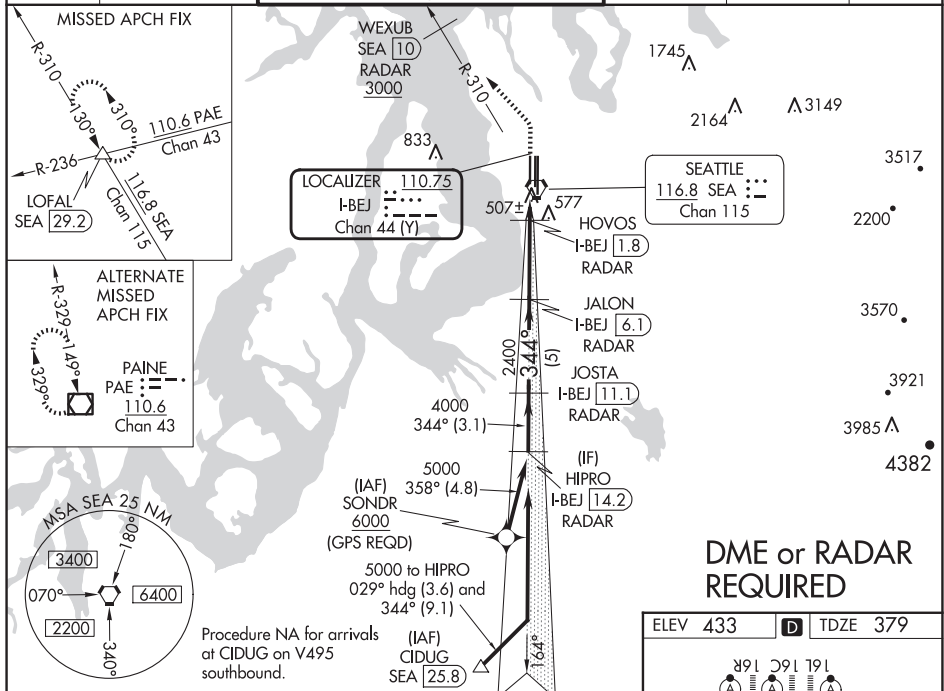 MISSED APCH FIX
R-310
130°
310°
110.6 PAE
Chan 43
R-236
LOFAL
SEA 29.2
116.8 SEA
Chan 115
ALTERNATE
MISSED
APCH FIX
R-329
149°
329°
PAINE
PAE
110.6
Chan 43
WEXUB
SEA 10
RADAR
3000
R-310
833
LOCALIZER 110.75
I-BEJ
Chan 44 (Y)
1745
2164
3149
SEATTLE
116.8 SEA
Chan 115
3517
2200
507±
577
HOVOS
I-BEJ 1.8
RADAR
JALON
I-BEJ 6.1
RADAR
3570
2400
344°
(5)
JOSTA
I-BEJ 11.1
RADAR
3921
3985
4382
4000
344° (3.1)
(IF)
HIPRO
I-BEJ 14.2
RADAR
5000
358° (4.8)
(IAF)
SONDR
6000
(GPS REQD)
5000 to HIPRO
029° hdg (3.6) and
344° (9.1)
164°
(IAF)
CIDUG
SEA 25.8
MSA SEA 25 NM
180°
3400
070°
6400
2200
340°
Procedure NA for arrivals
at CIDUG on V495
southbound.
DME or RADAR
REQUIRED
ELEV 433 D TDZE 379
16R 16C 16L
A A A